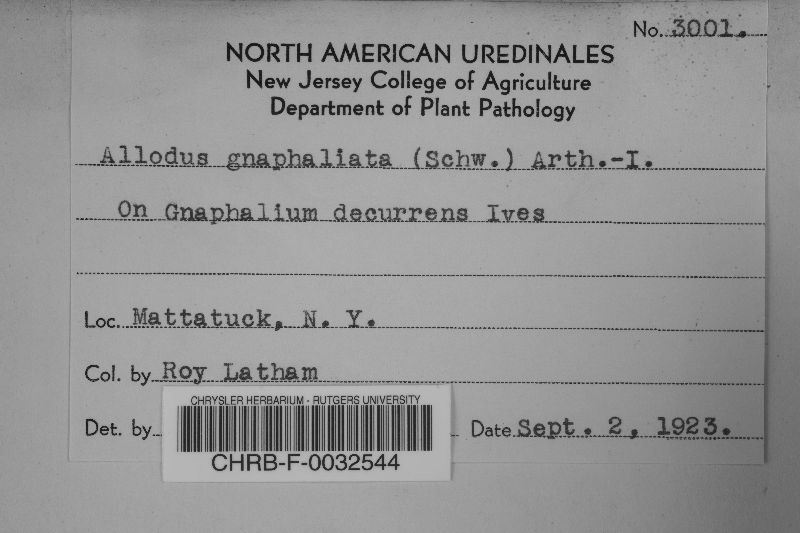 No. 3001.
NORTH AMERICAN UREDINALES
New Jersey College of Agriculture
Department of Plant Pathology
Allodus gnaphaliata (Schw.) Arth.-I.
On Gnaphalium decurrens Ives
Loc. Mattatuck, N. Y.
Col. by Roy Latham
Det. by Date Sept. 2, 1923.
CHRYSLER HERBARIUM - RUTGERS UNIVERSITY
CHRB-F-0032544